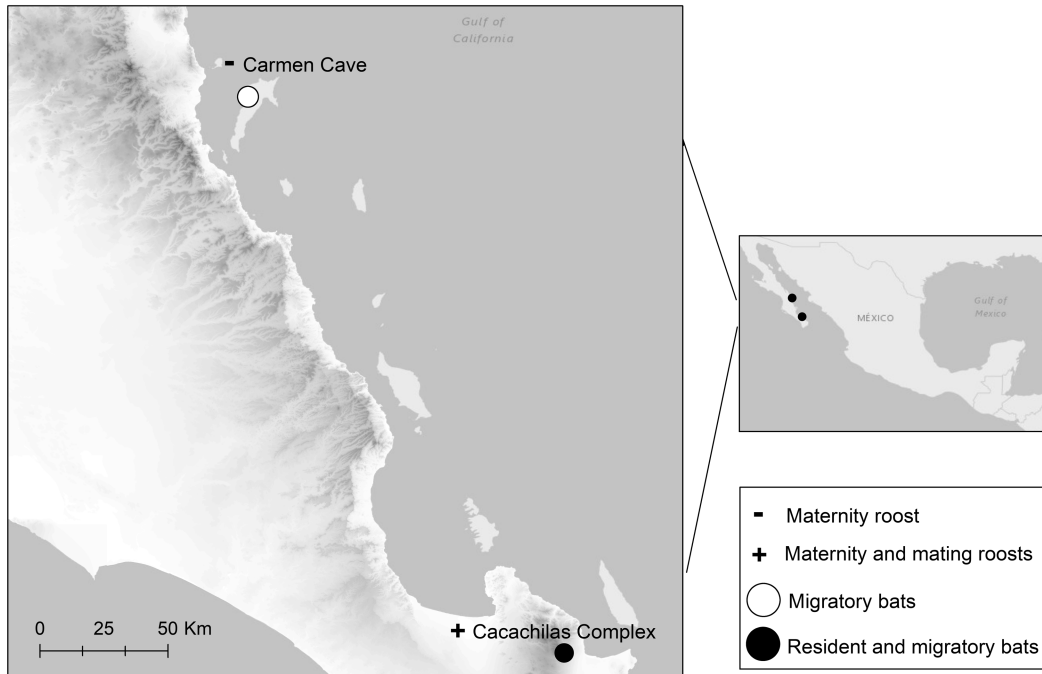 Gulf of
California
- Carmen Cave
+ Cacachilas Complex
0 25 50 Km
MÉXICO
Gulf of
Mexico
- Maternity roost
+ Maternity and mating roosts
Migratory bats
Resident and migratory bats